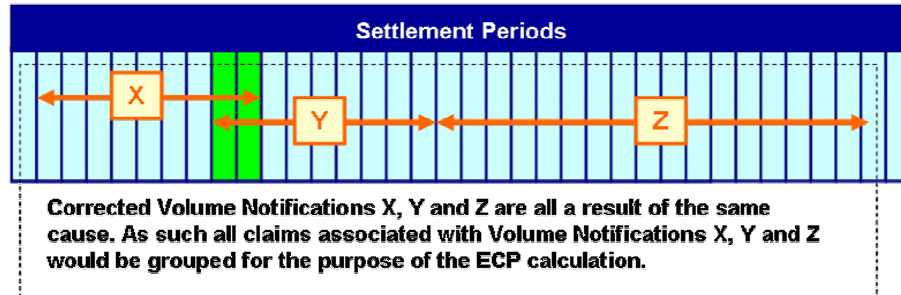 Settlement Periods
X
Y
Z
Corrected Volume Notifications X, Y and Z are all a result of the same
cause. As such all claims associated with Volume Notifications X, Y and Z
would be grouped for the purpose of the ECP calculation.